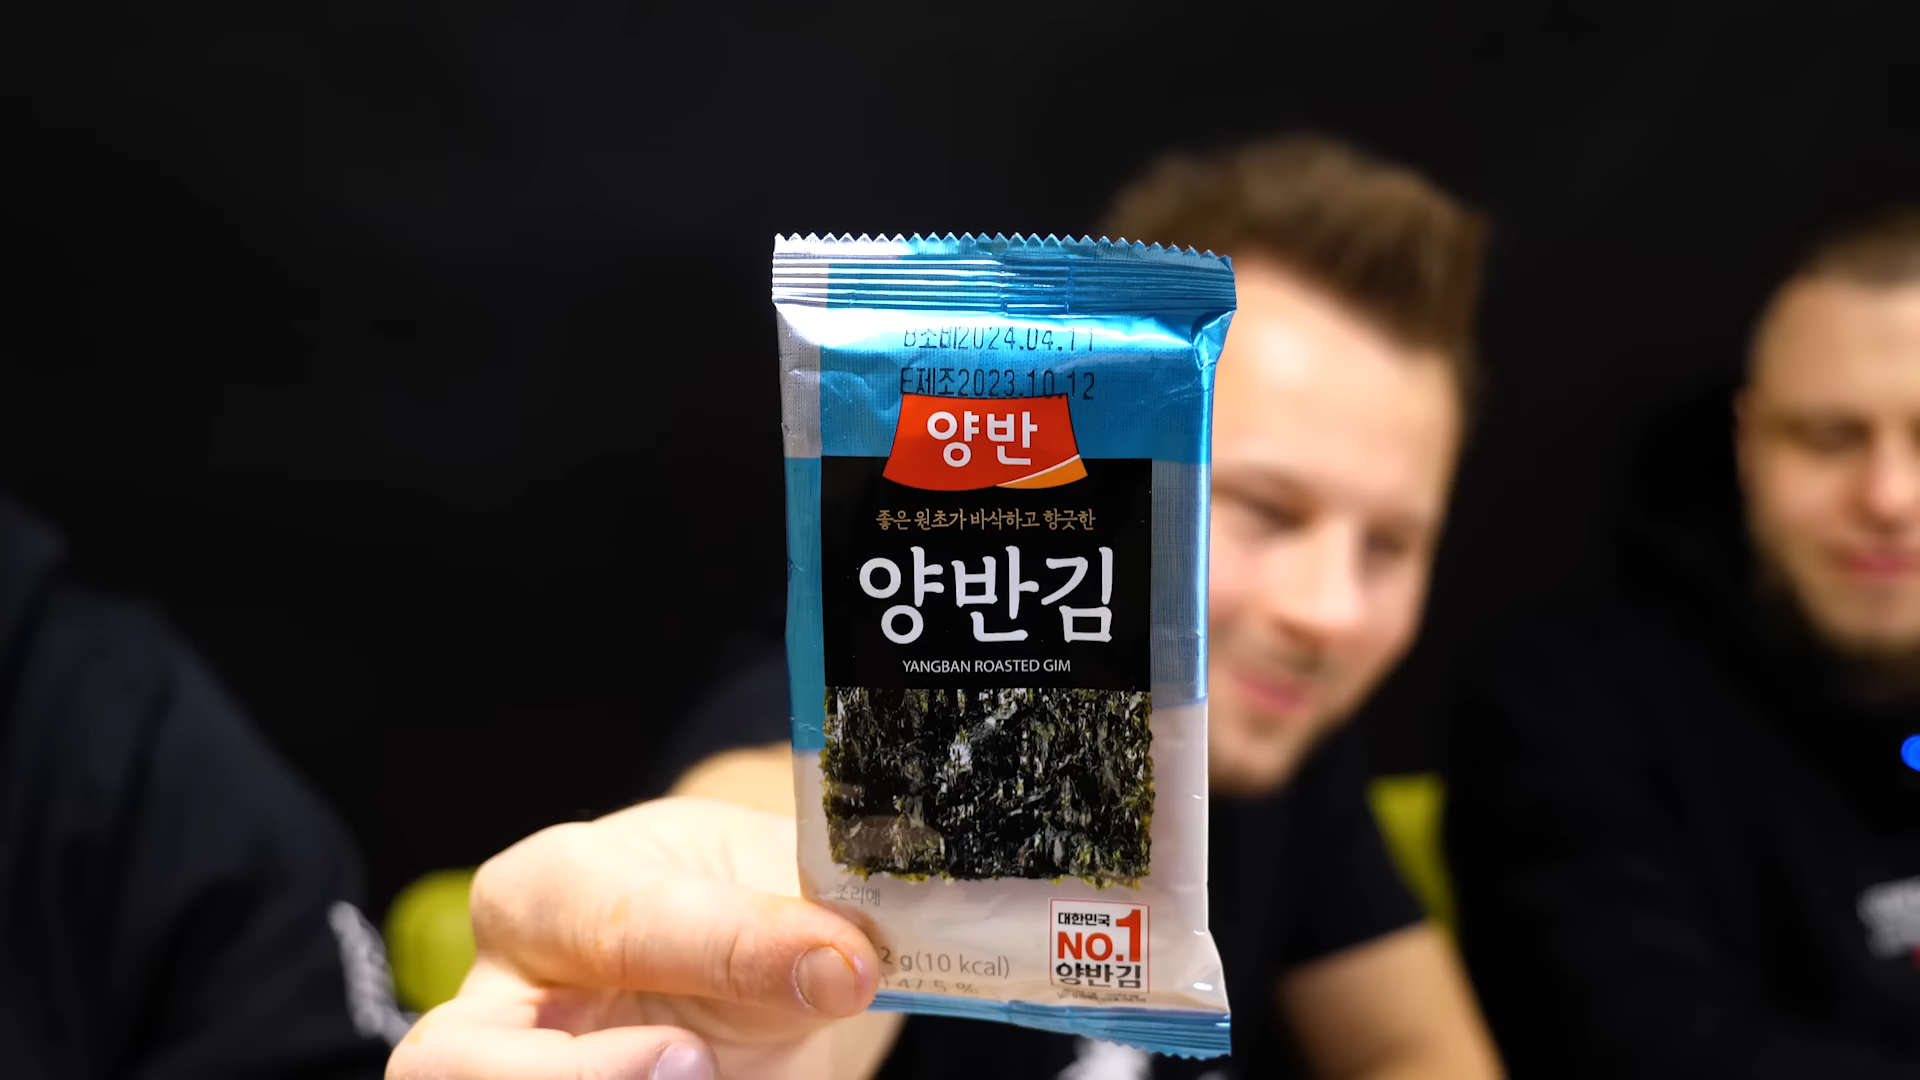 B소비2024.04.11
E제조2023.10.12
양반
좋은 원초가 바삭하고 향긋한
양반김
YANGBAN ROASTED GIM
조리예
2 g(10 kcal)
47.5 %
대한민국
NO.1
양반김